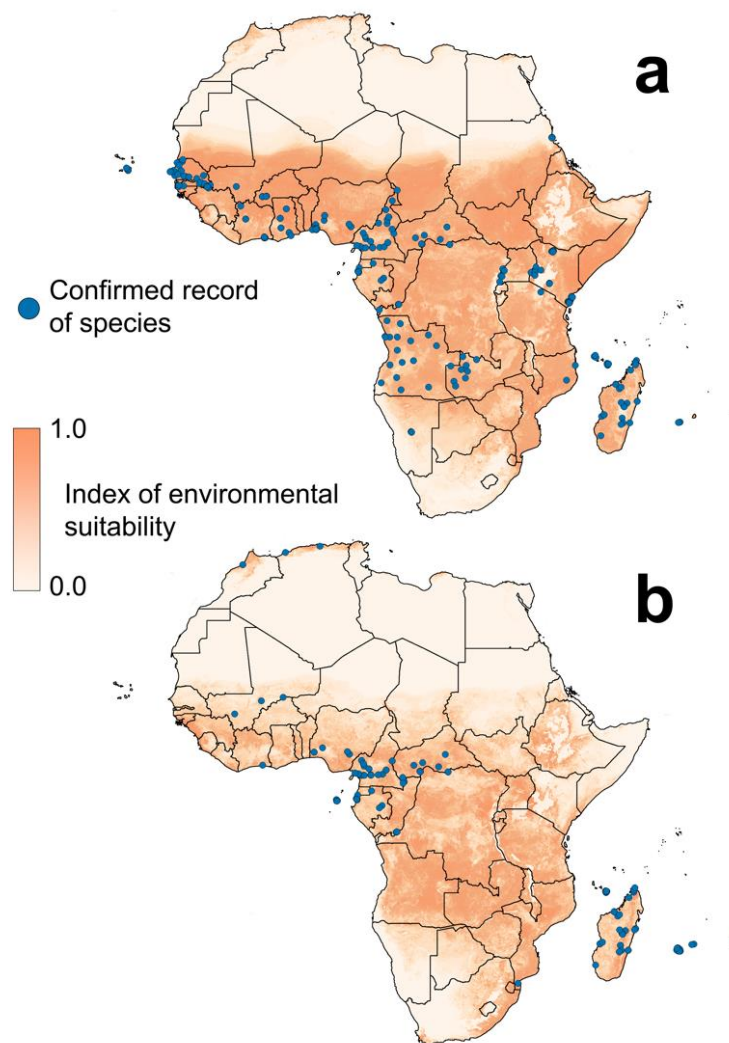 a
Confirmed record
of species
1.0
Index of environmental
suitability
0.0
b